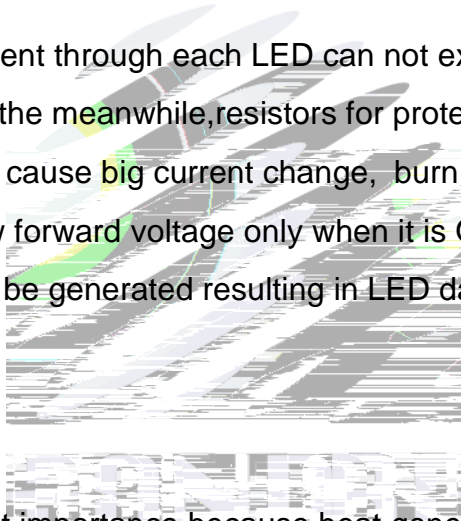 ent through each LED can not ex
the meanwhile,resistors for prote
cause big current change, burn
forward voltage only when it is
be generated resulting in LED da
t importance because heat gene